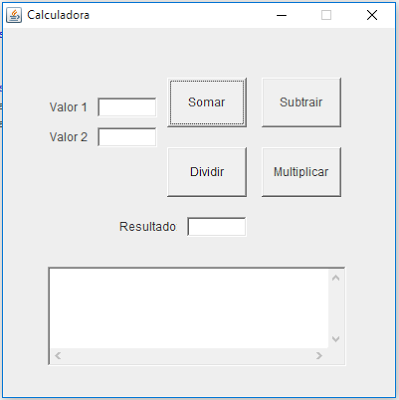 Calculadora
Valor 1
Somar
Subtrair
Valor 2
Dividir
Multiplicar
Resultado